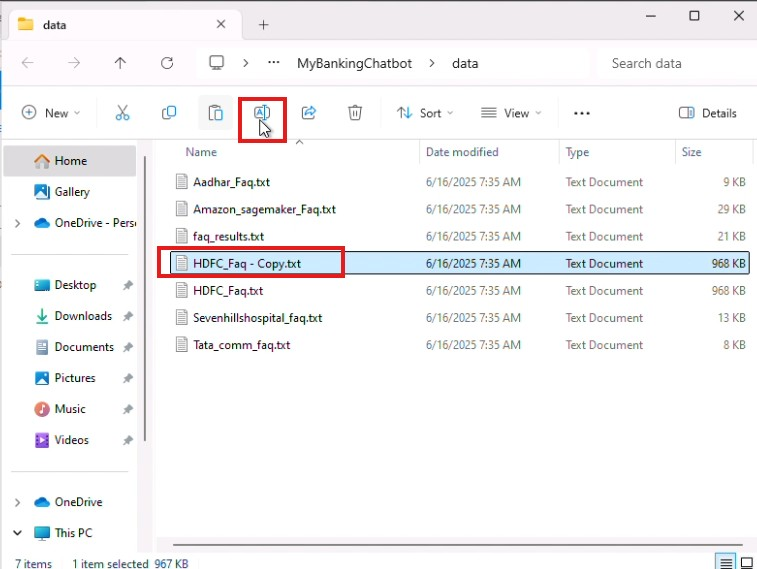 data
MyBankingChatbot data Search data
New Sort View Details
Name Date modified Type Size
Home
Gallery
OneDrive - Perso
Desktop
Downloads
Documents
Pictures
Music
Videos
OneDrive
This PC
Aadhar_Faq.txt 6/16/2025 7:35 AM Text Document 9 KB
Amazon_sagemaker_Faq.txt 6/16/2025 7:35 AM Text Document 29 KB
faq_results.txt 6/16/2025 7:35 AM Text Document 21 KB
HDFC_Faq - Copy.txt 6/16/2025 7:35 AM Text Document 968 KB
HDFC_Faq.txt 6/16/2025 7:35 AM Text Document 968 KB
Sevenhillshospital_faq.txt 6/16/2025 7:35 AM Text Document 13 KB
Tata_comm_faq.txt 6/16/2025 7:35 AM Text Document 8 KB
7 items 1 item selected 967 KB